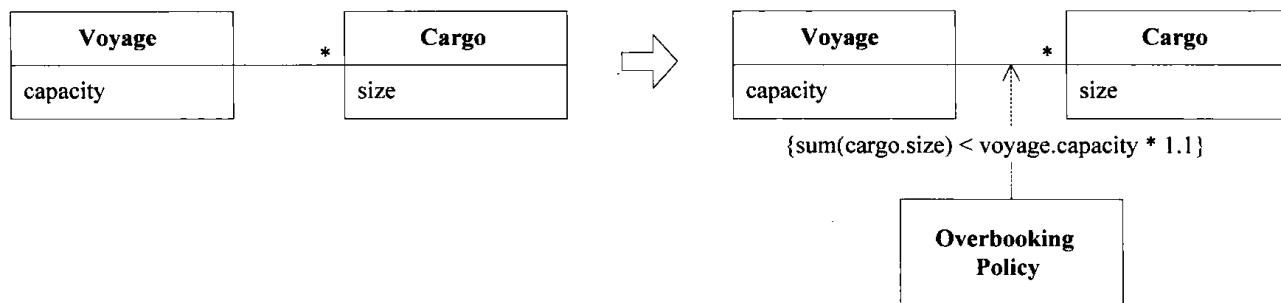 Voyage
*
Cargo
capacity
size
Voyage
*
Cargo
capacity
size
{sum(cargo.size) < voyage.capacity * 1.1}
Overbooking
Policy